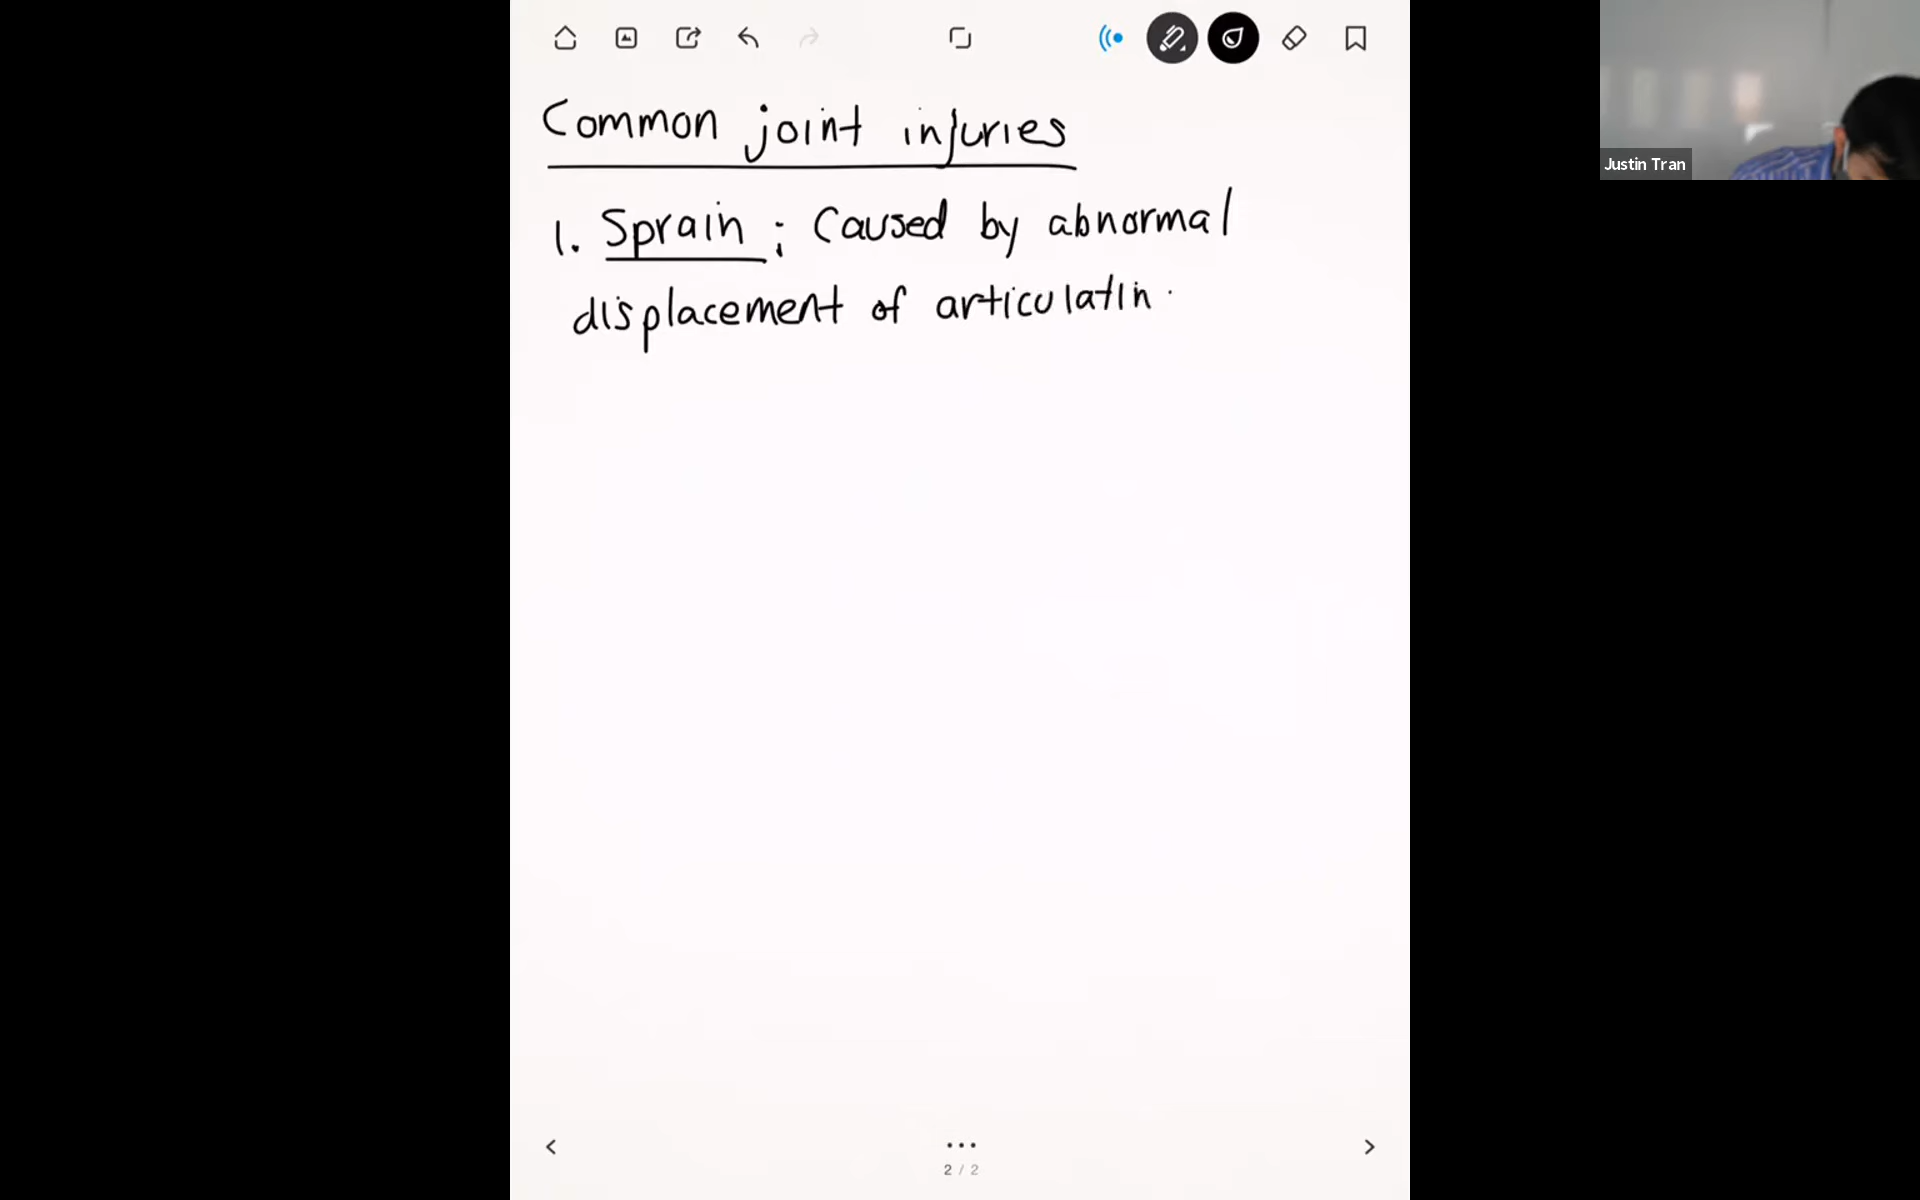 Common joint injuries
1. Sprain : Caused by abnormal
displacement of articulatin
2 / 2
Justin Tran